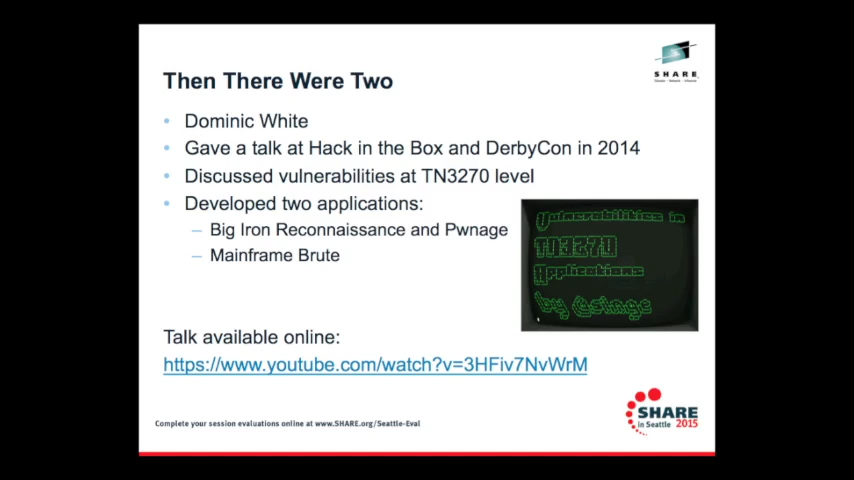 Then There Were Two
SHARE
• Dominic White
• Gave a talk at Hack in the Box and DerbyCon in 2014
• Discussed vulnerabilities at TN3270 level
• Developed two applications:
– Big Iron Reconnaissance and Pwnage
– Mainframe Brute
Vulnerabilities in
TN3270
Applications
by @singe
Talk available online:
https://www.youtube.com/watch?v=3HFiv7NvWrM
Complete your session evaluations online at www.SHARE.org/Seattle-Eval
SHARE
in Seattle 2015